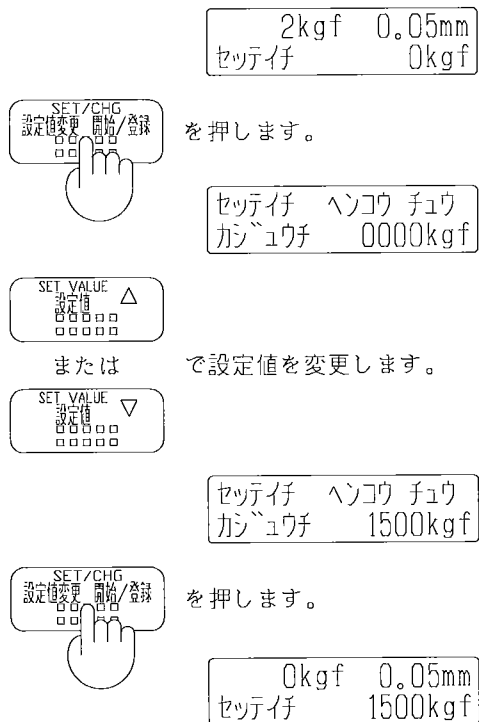 2kgf 0.05mm
セッテイチ 0kgf
SET/CHG
設定値変更 開始/登録
を押します。
セッテイチ ヘンコウ チュウ
カジュウチ 0000kgf
SET VALUE
設定値 △
または で設定値を変更します。
SET VALUE
設定値 ▽
セッテイチ ヘンコウ チュウ
カジュウチ 1500kgf
SET/CHG
設定値変更 開始/登録
を押します。
0kgf 0.05mm
セッテイチ 1500kgf